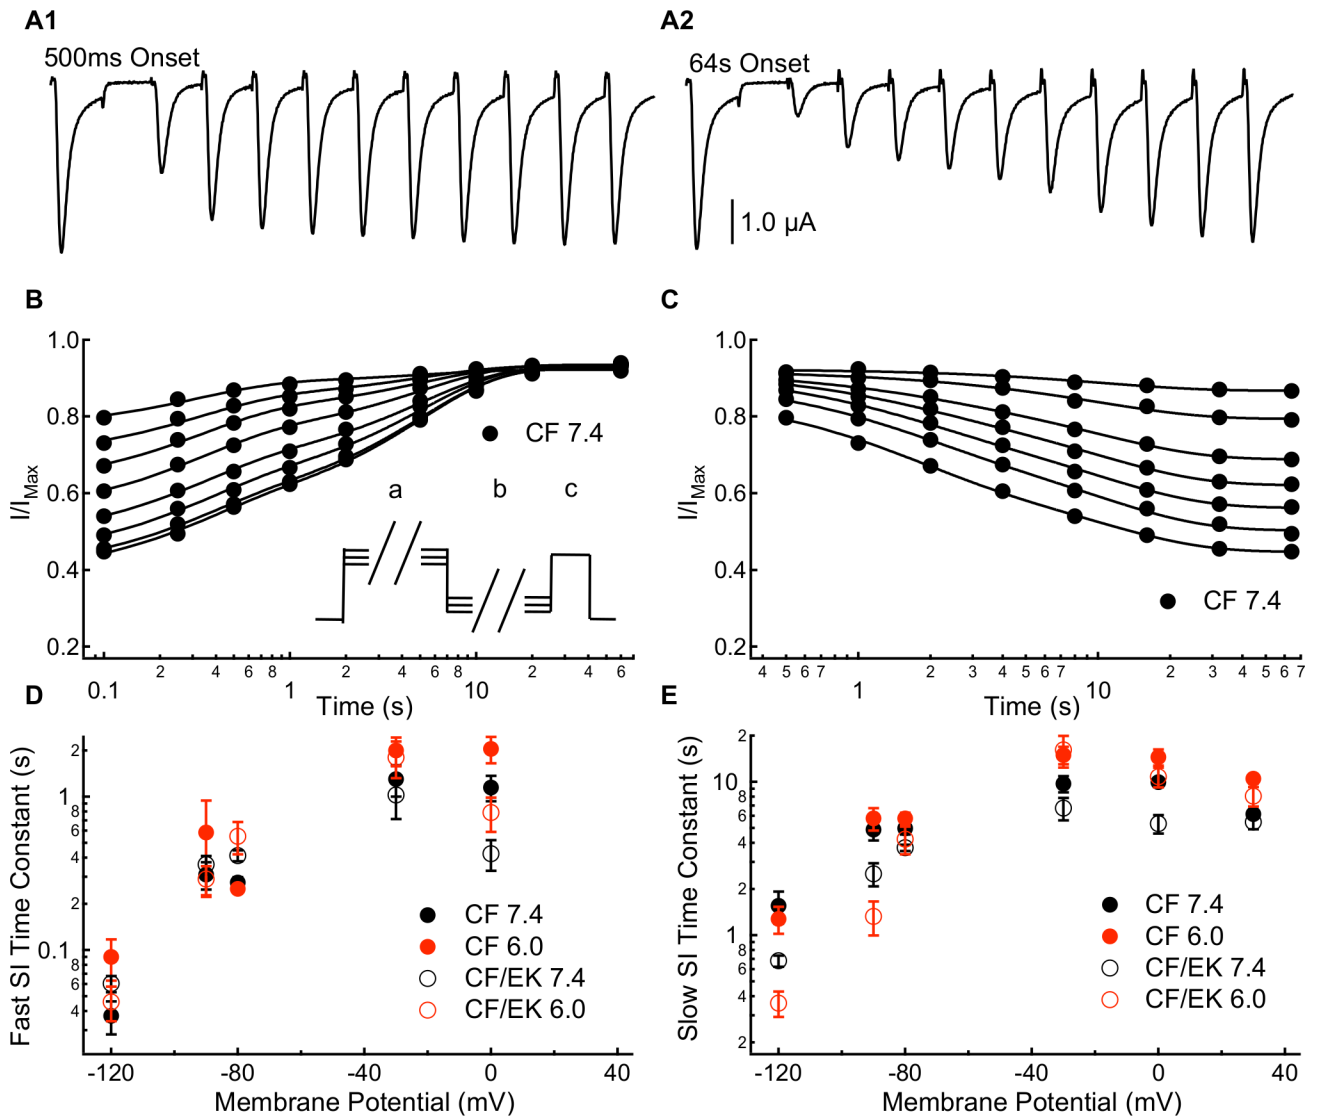 A1
A2
500ms Onset
64s Onset
1.0 µA
B
C
I/IMax
1.0
0.8
0.6
0.4
0.2
CF 7.4
a
b
c
0.1
2
4
6
8
1
2
4
6
8
10
2
4
6
Time (s)
I/IMax
1.0
0.8
0.6
0.4
0.2
CF 7.4
4
5
6
7
1
2
3
4
5
6
7
10
2
3
4
5
6
7
Time (s)
D
E
Fast SI Time Constant (s)
2
1
8
6
4
2
0.1
8
6
4
CF 7.4
CF 6.0
CF/EK 7.4
CF/EK 6.0
-120
-80
-40
0
40
Membrane Potential (mV)
Slow SI Time Constant (s)
2
10
8
6
4
2
1
8
6
4
2
CF 7.4
CF 6.0
CF/EK 7.4
CF/EK 6.0
-120
-80
-40
0
40
Membrane Potential (mV)